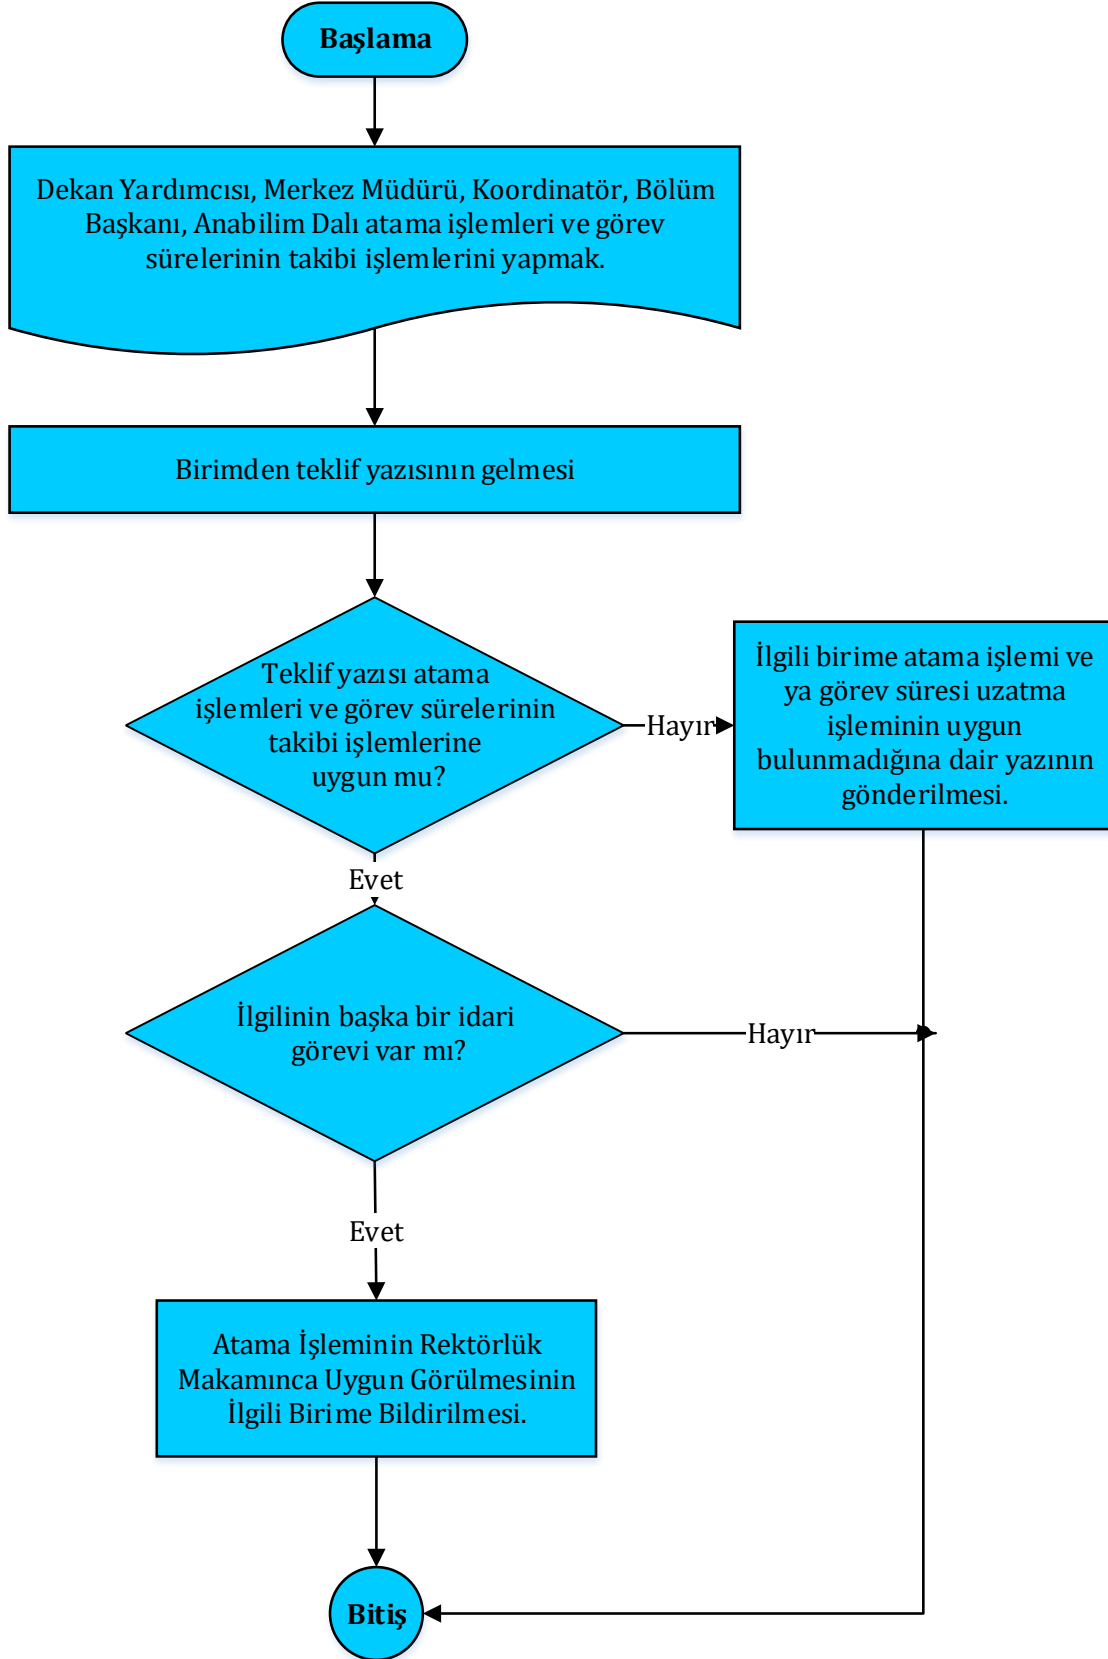 Başlama
Dekan Yardımcısı, Merkez Müdürü, Koordinatör, Bölüm
Başkanı, Anabilim Dalı atama işlemleri ve görev
sürelerinin takibi işlemlerini yapmak.
Birimden teklif yazısının gelmesi
Teklif yazısı atama
işlemleri ve görev sürelerinin
takibi işlemlerine
uygun mu?
Hayır
İlgili birime atama işlemi ve
ya görev süresi uzatma
işleminin uygun
bulunmadığına dair yazının
gönderilmesi.
Evet
İlgilinin başka bir idari
görevi var mı?
Hayır
Evet
Atama İşleminin Rektörlük
Makamınca Uygun Görülmesinin
İlgili Birime Bildirilmesi.
Bitiş